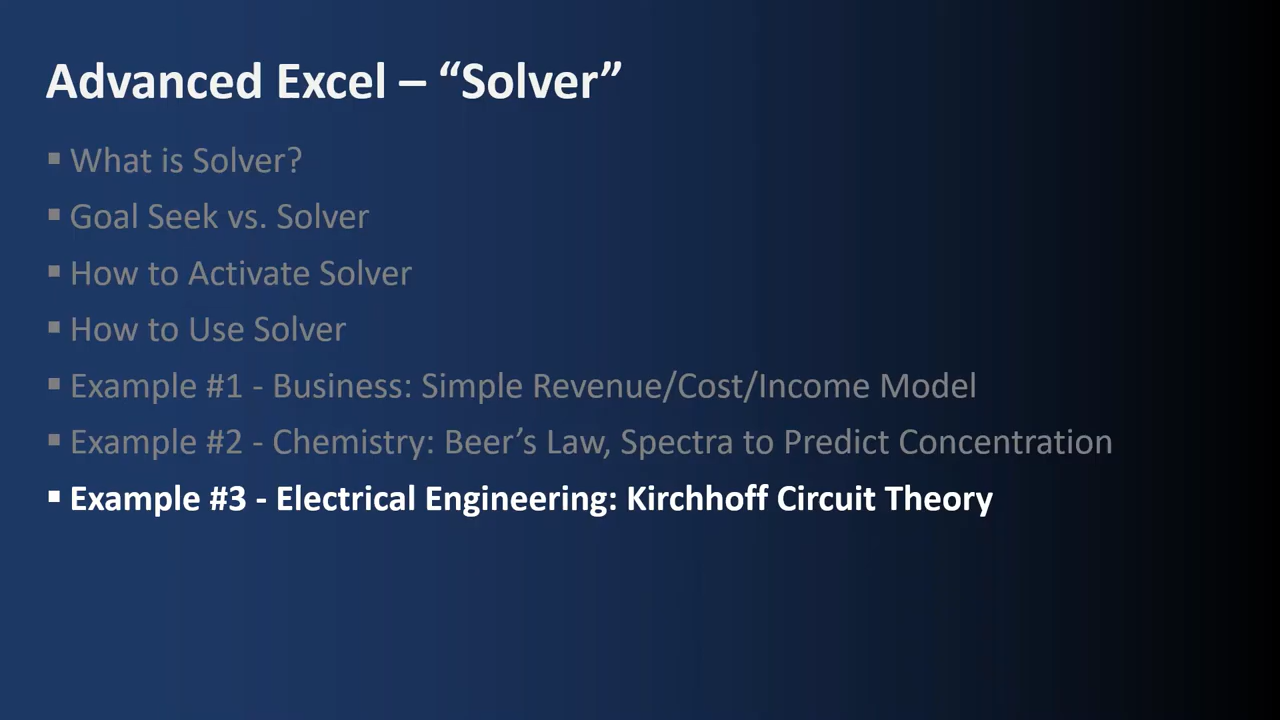 Advanced Excel – “Solver”
▪ What is Solver?
▪ Goal Seek vs. Solver
▪ How to Activate Solver
▪ How to Use Solver
▪ Example #1 - Business: Simple Revenue/Cost/Income Model
▪ Example #2 - Chemistry: Beer’s Law, Spectra to Predict Concentration
▪ Example #3 - Electrical Engineering: Kirchhoff Circuit Theory